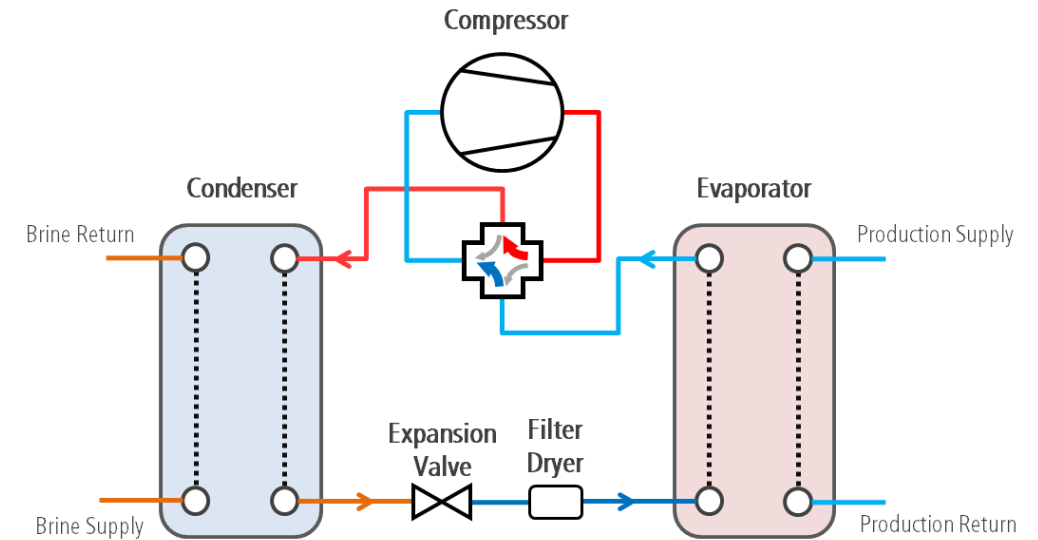 Compressor
Condenser
Evaporator
Brine Return
Production Supply
Expansion
Valve
Filter
Dryer
Brine Supply
Production Return